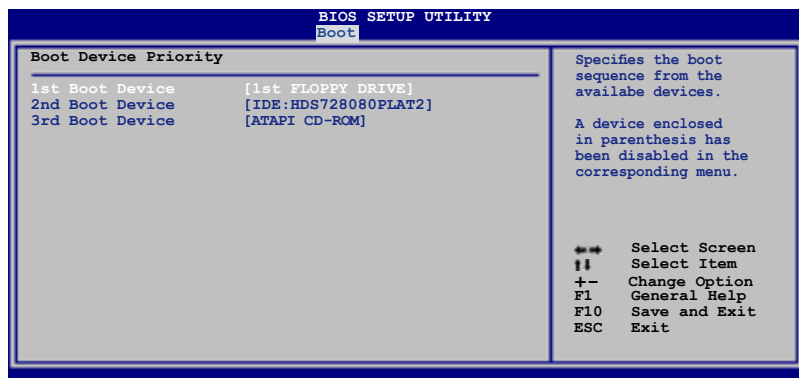 BIOS SETUP UTILITY
Boot
Boot Device Priority
1st Boot Device [1st FLOPPY DRIVE]
2nd Boot Device [IDE:HDS728080PLAT2]
3rd Boot Device [ATAPI CD-ROM]
Specifies the boot
sequence from the
availabe devices.
A device enclosed
in parenthesis has
been disabled in the
corresponding menu.
←→ Select Screen
↑↓ Select Item
+- Change Option
F1 General Help
F10 Save and Exit
ESC Exit